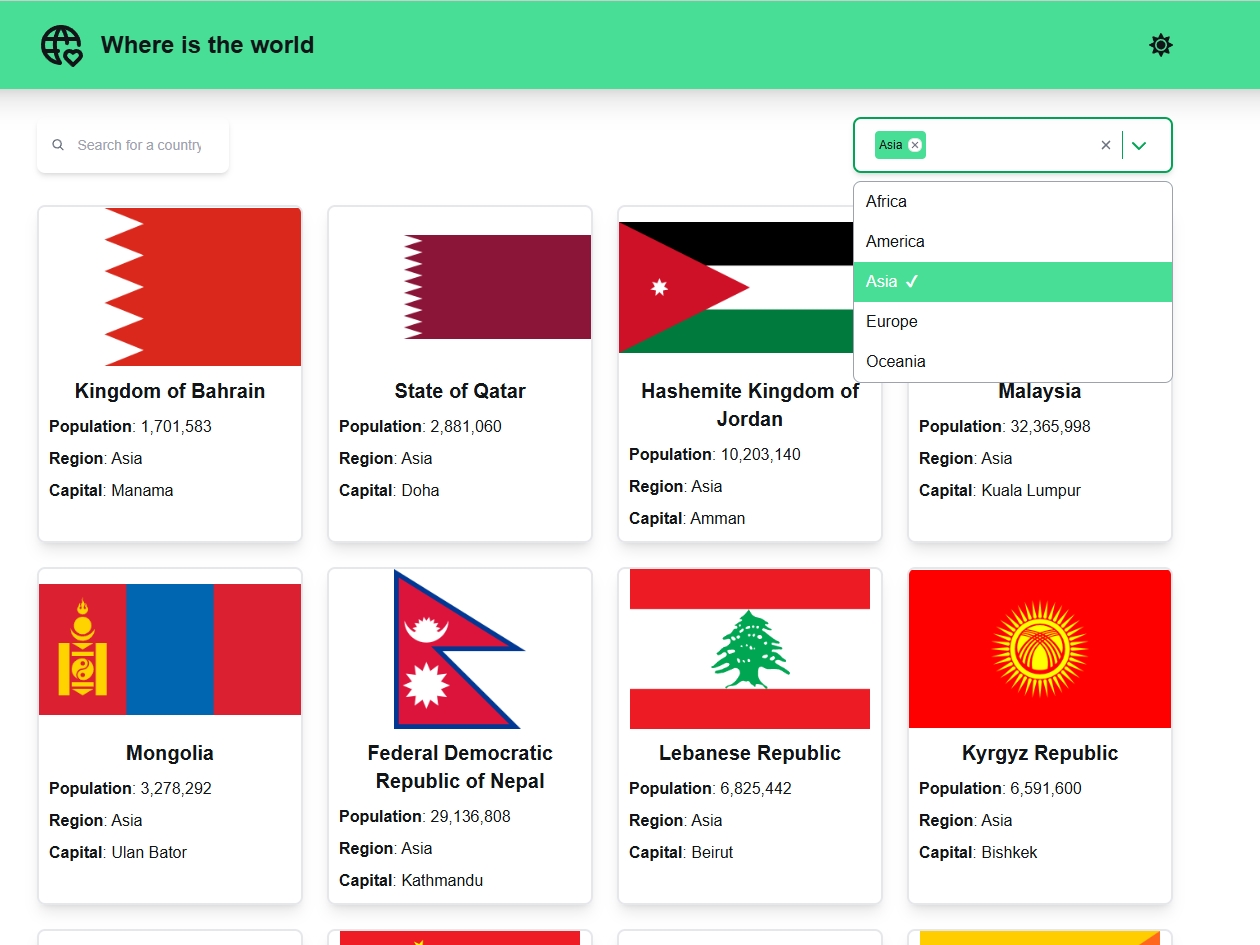 Where is the world
Search for a country
Asia
Africa
America
Asia
Europe
Oceania
Kingdom of Bahrain
Population: 1,701,583
Region: Asia
Capital: Manama
State of Qatar
Population: 2,881,060
Region: Asia
Capital: Doha
Hashemite Kingdom of
Jordan
Population: 10,203,140
Region: Asia
Capital: Amman
Malaysia
Population: 32,365,998
Region: Asia
Capital: Kuala Lumpur
Mongolia
Population: 3,278,292
Region: Asia
Capital: Ulan Bator
Federal Democratic
Republic of Nepal
Population: 29,136,808
Region: Asia
Capital: Kathmandu
Lebanese Republic
Population: 6,825,442
Region: Asia
Capital: Beirut
Kyrgyz Republic
Population: 6,591,600
Region: Asia
Capital: Bishkek